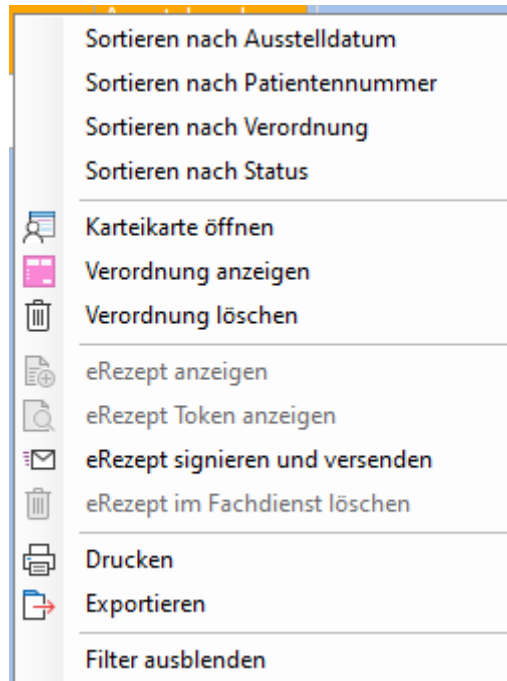 Sortieren nach Ausstelldatum
Sortieren nach Patientennummer
Sortieren nach Verordnung
Sortieren nach Status
Karteikarte öffnen
Verordnung anzeigen
Verordnung löschen
eRezept anzeigen
eRezept Token anzeigen
eRezept signieren und versenden
eRezept im Fachdienst löschen
Drucken
Exportieren
Filter ausblenden